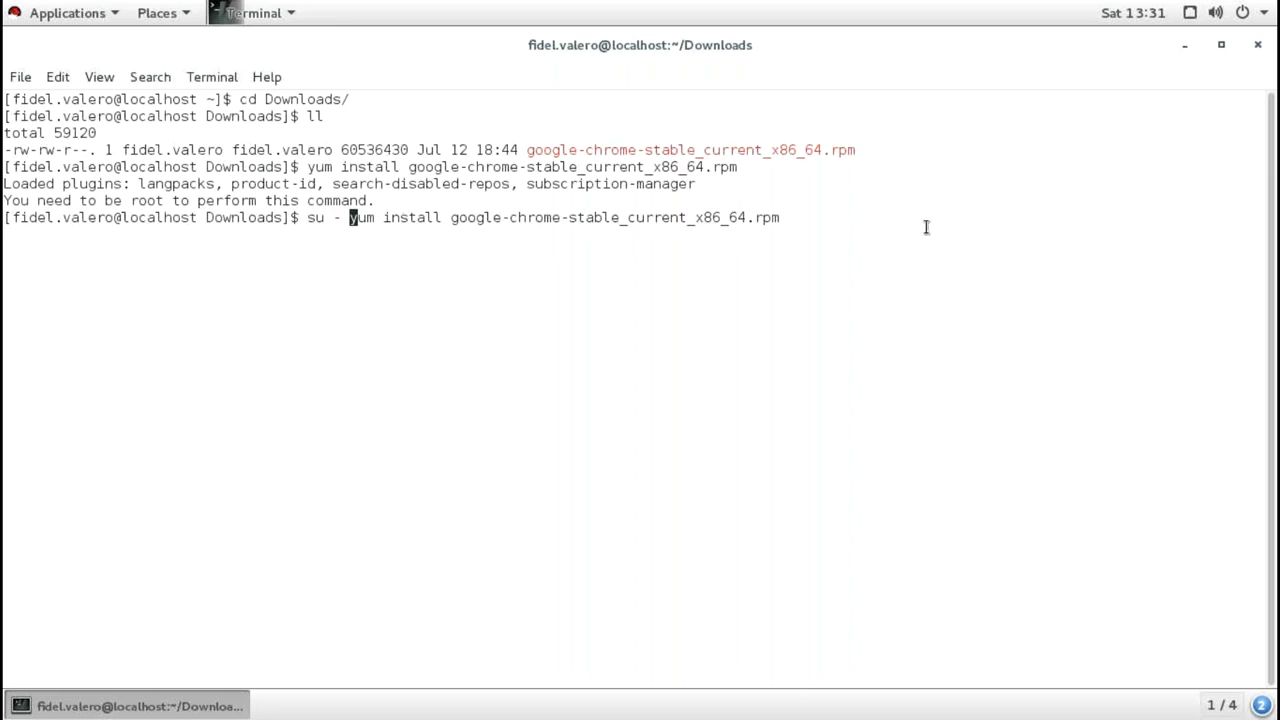 Applications Places Terminal Sat 13:31
fidel.valero@localhost:~/Downloads
File Edit View Search Terminal Help
[fidel.valero@localhost ~]$ cd Downloads/
[fidel.valero@localhost Downloads]$ ll
total 59120
-rw-rw-r--. 1 fidel.valero fidel.valero 60536430 Jul 12 18:44 google-chrome-stable_current_x86_64.rpm
[fidel.valero@localhost Downloads]$ yum install google-chrome-stable_current_x86_64.rpm
Loaded plugins: langpacks, product-id, search-disabled-repos, subscription-manager
You need to be root to perform this command.
[fidel.valero@localhost Downloads]$ su - yum install google-chrome-stable_current_x86_64.rpm
fidel.valero@localhost:~/Downloa... 1 / 4 2